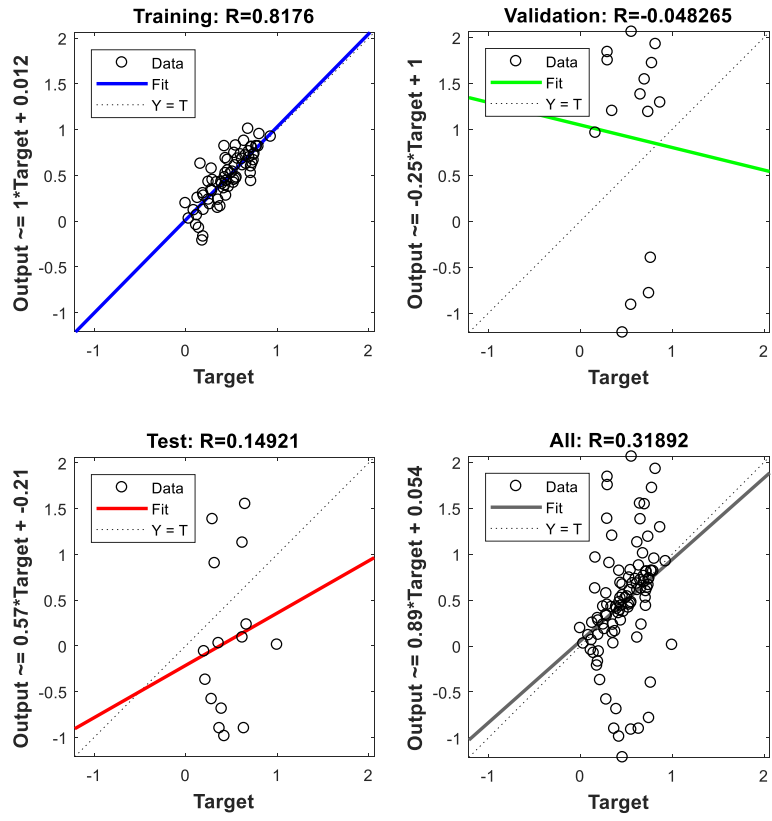 Training: R=0.8176
Output ~= 1*Target + 0.012
2
1.5
1
0.5
0
-0.5
-1
Data
Fit
Y = T
-1
0
1
2
Target
Validation: R=-0.048265
Output ~= -0.25*Target + 1
2
1.5
1
0.5
0
-0.5
-1
Data
Fit
Y = T
-1
0
1
2
Target
Test: R=0.14921
Output ~= 0.57*Target + -0.21
2
1.5
1
0.5
0
-0.5
-1
Data
Fit
Y = T
-1
0
1
2
Target
All: R=0.31892
Output ~= 0.89*Target + 0.054
2
1.5
1
0.5
0
-0.5
-1
Data
Fit
Y = T
-1
0
1
2
Target